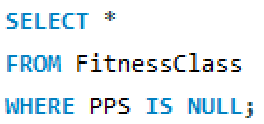 SELECT *
FROM FitnessClass
WHERE PPS IS NULL;